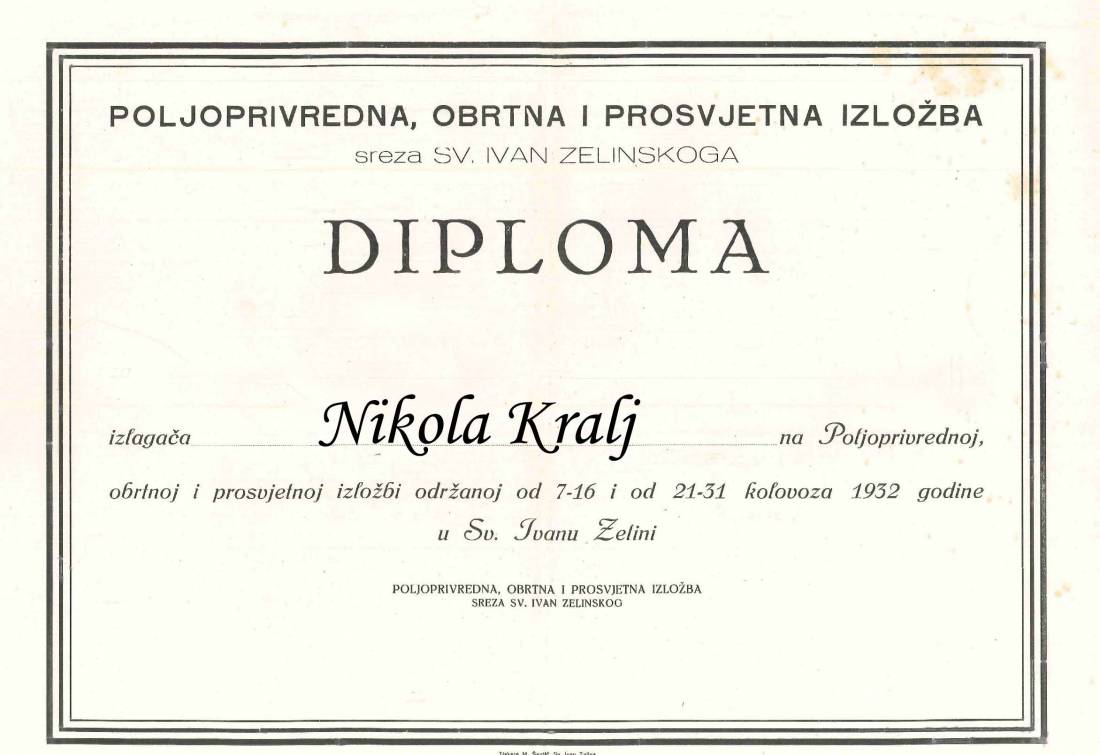 POLJOPRIVREDNA, OBRTNA I PROSVJETNA IZLOŽBA
sreza SV. IVAN ZELINSKOGA
DIPLOMA
izlagača Nikola Kralj na Poljoprivrednoj,
obrtnoj i prosvjetnoj izložbi održanoj od 7-16 i od 21-31 kolovoza 1932 godine
u Sv. Ivanu Zelini
POLJOPRIVREDNA, OBRTNA I PROSVJETNA IZLOŽBA
SREZA SV. IVAN ZELINSKOG